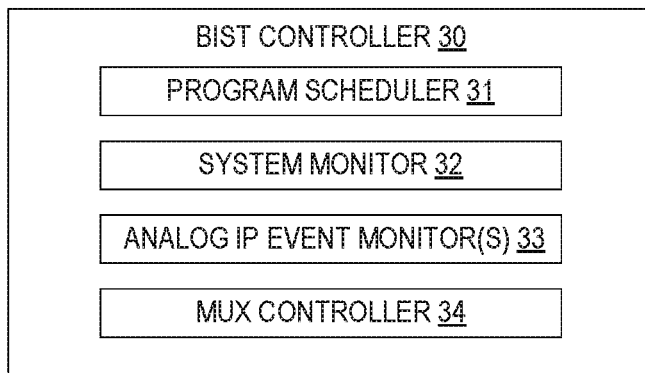 BIST CONTROLLER 30
PROGRAM SCHEDULER 31
SYSTEM MONITOR 32
ANALOG IP EVENT MONITOR(S) 33
MUX CONTROLLER 34